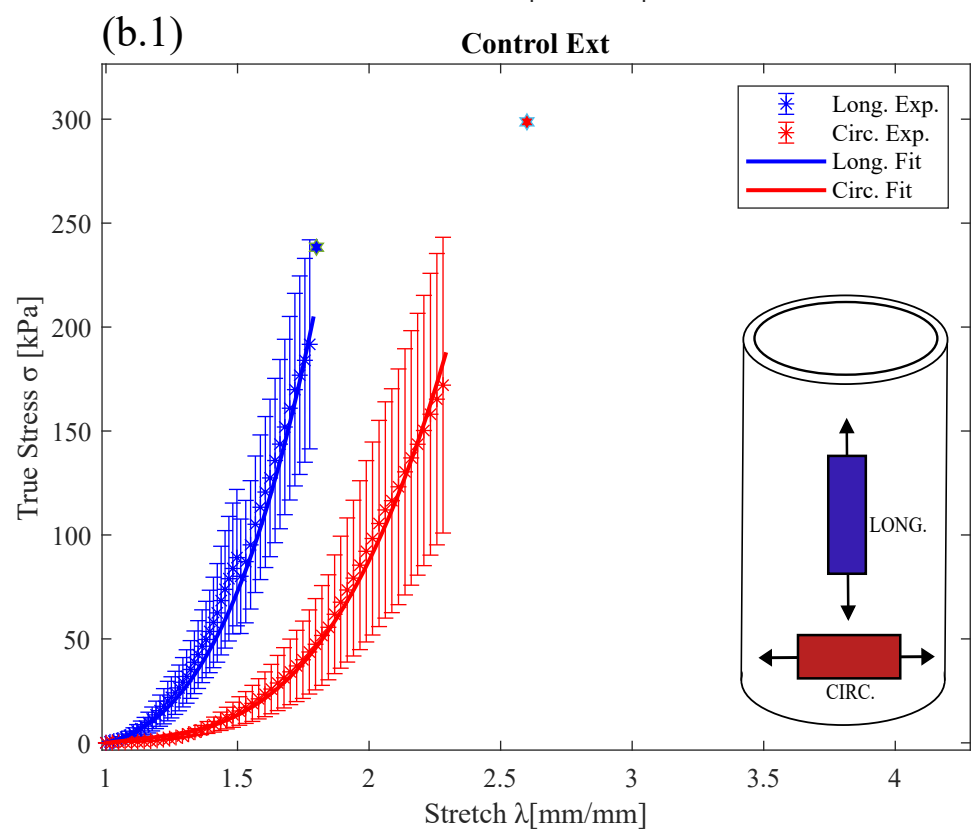 (b.1)
Control Ext
Long. Exp.
Circ. Exp.
Long. Fit
Circ. Fit
300
250
200
150
100
50
0
True Stress σ [kPa]
LONG.
CIRC.
1 1.5 2 2.5 3 3.5 4
Stretch λ[mm/mm]